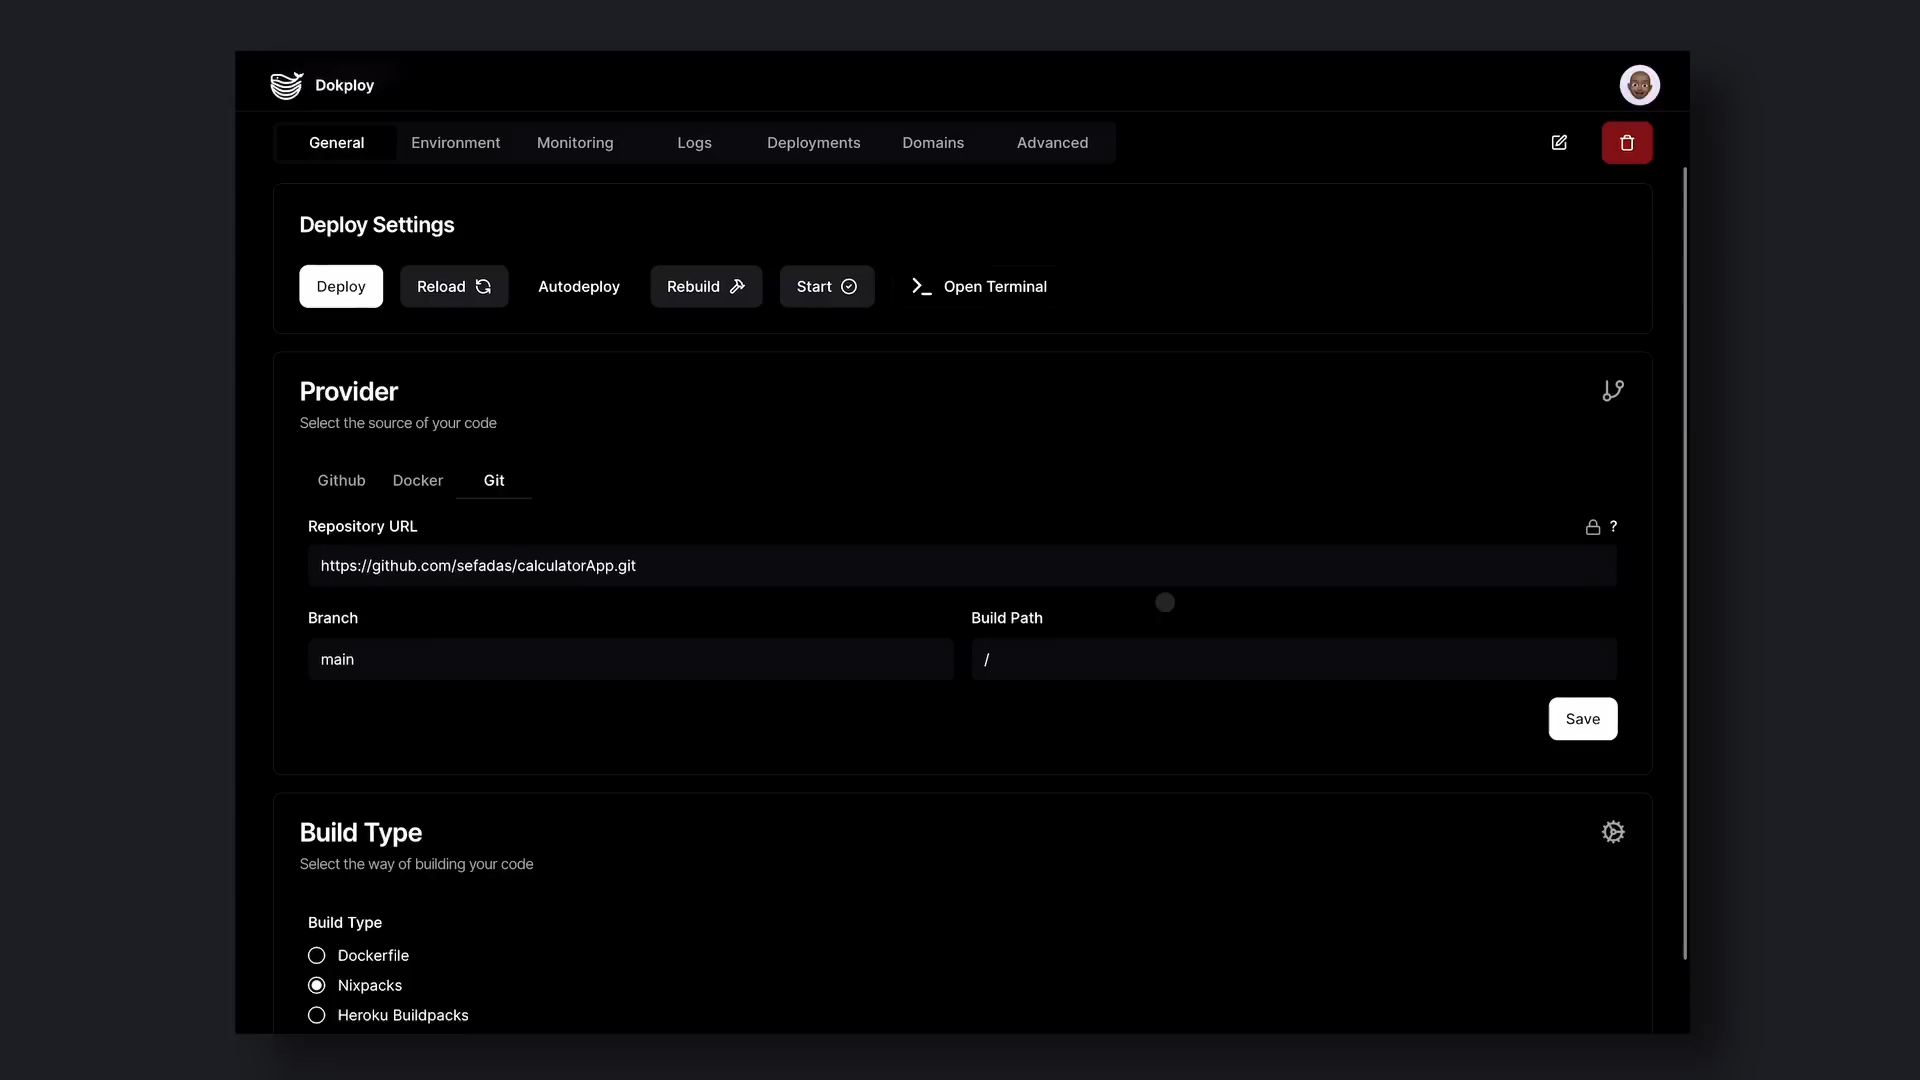 Dokploy
General Environment Monitoring Logs Deployments Domains Advanced
Deploy Settings
Deploy Reload Autodeploy Rebuild Start Open Terminal
Provider
Select the source of your code
Github Docker Git
Repository URL ?
https://github.com/sefadas/calculatorApp.git
Branch Build Path
main /
Save
Build Type
Select the way of building your code
Build Type
Dockerfile
Nixpacks
Heroku Buildpacks